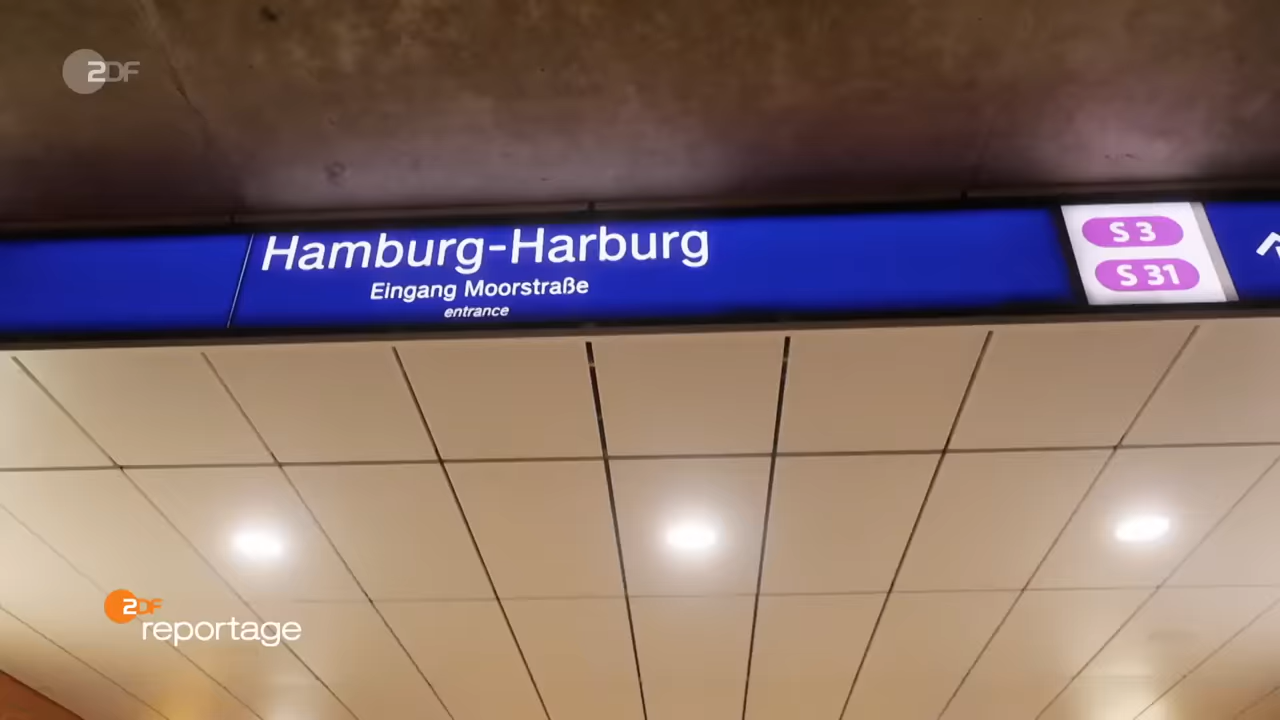 ZDF
Hamburg-Harburg
Eingang Moorstraße
entrance
S 3
S 31
ZDF
reportage